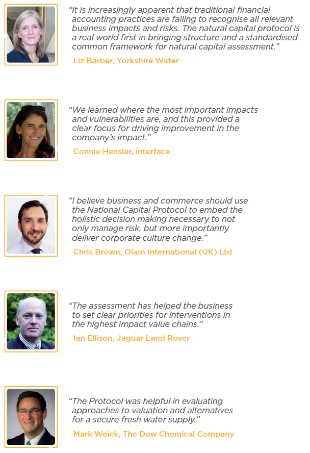 “It is increasingly apparent that traditional financial
accounting practices are failing to recognise all relevant
business impacts and risks. The natural capital protocol is
a real world first in bringing structure and a standardised
common framework for natural capital assessment.”
Liz Barber, Yorkshire Water
“We learned where the most important impacts
and vulnerabilities are, and this provided a
clear focus for driving improvement in the
company’s impact.”
Connie Hensler, Interface
“I believe business and commerce should use
the National Capital Protocol to embed the
holistic decision making necessary to not
only manage risk, but more importantly
deliver corporate culture change.”
Chris Brown, Olam International (UK) Ltd
“The assessment has helped the business
to set clear priorities for interventions in
the highest impact value chains.”
Ian Ellison, Jaguar Land Rover
“The Protocol was helpful in evaluating
approaches to valuation and alternatives
for a secure fresh water supply.”
Mark Weick, The Dow Chemical Company